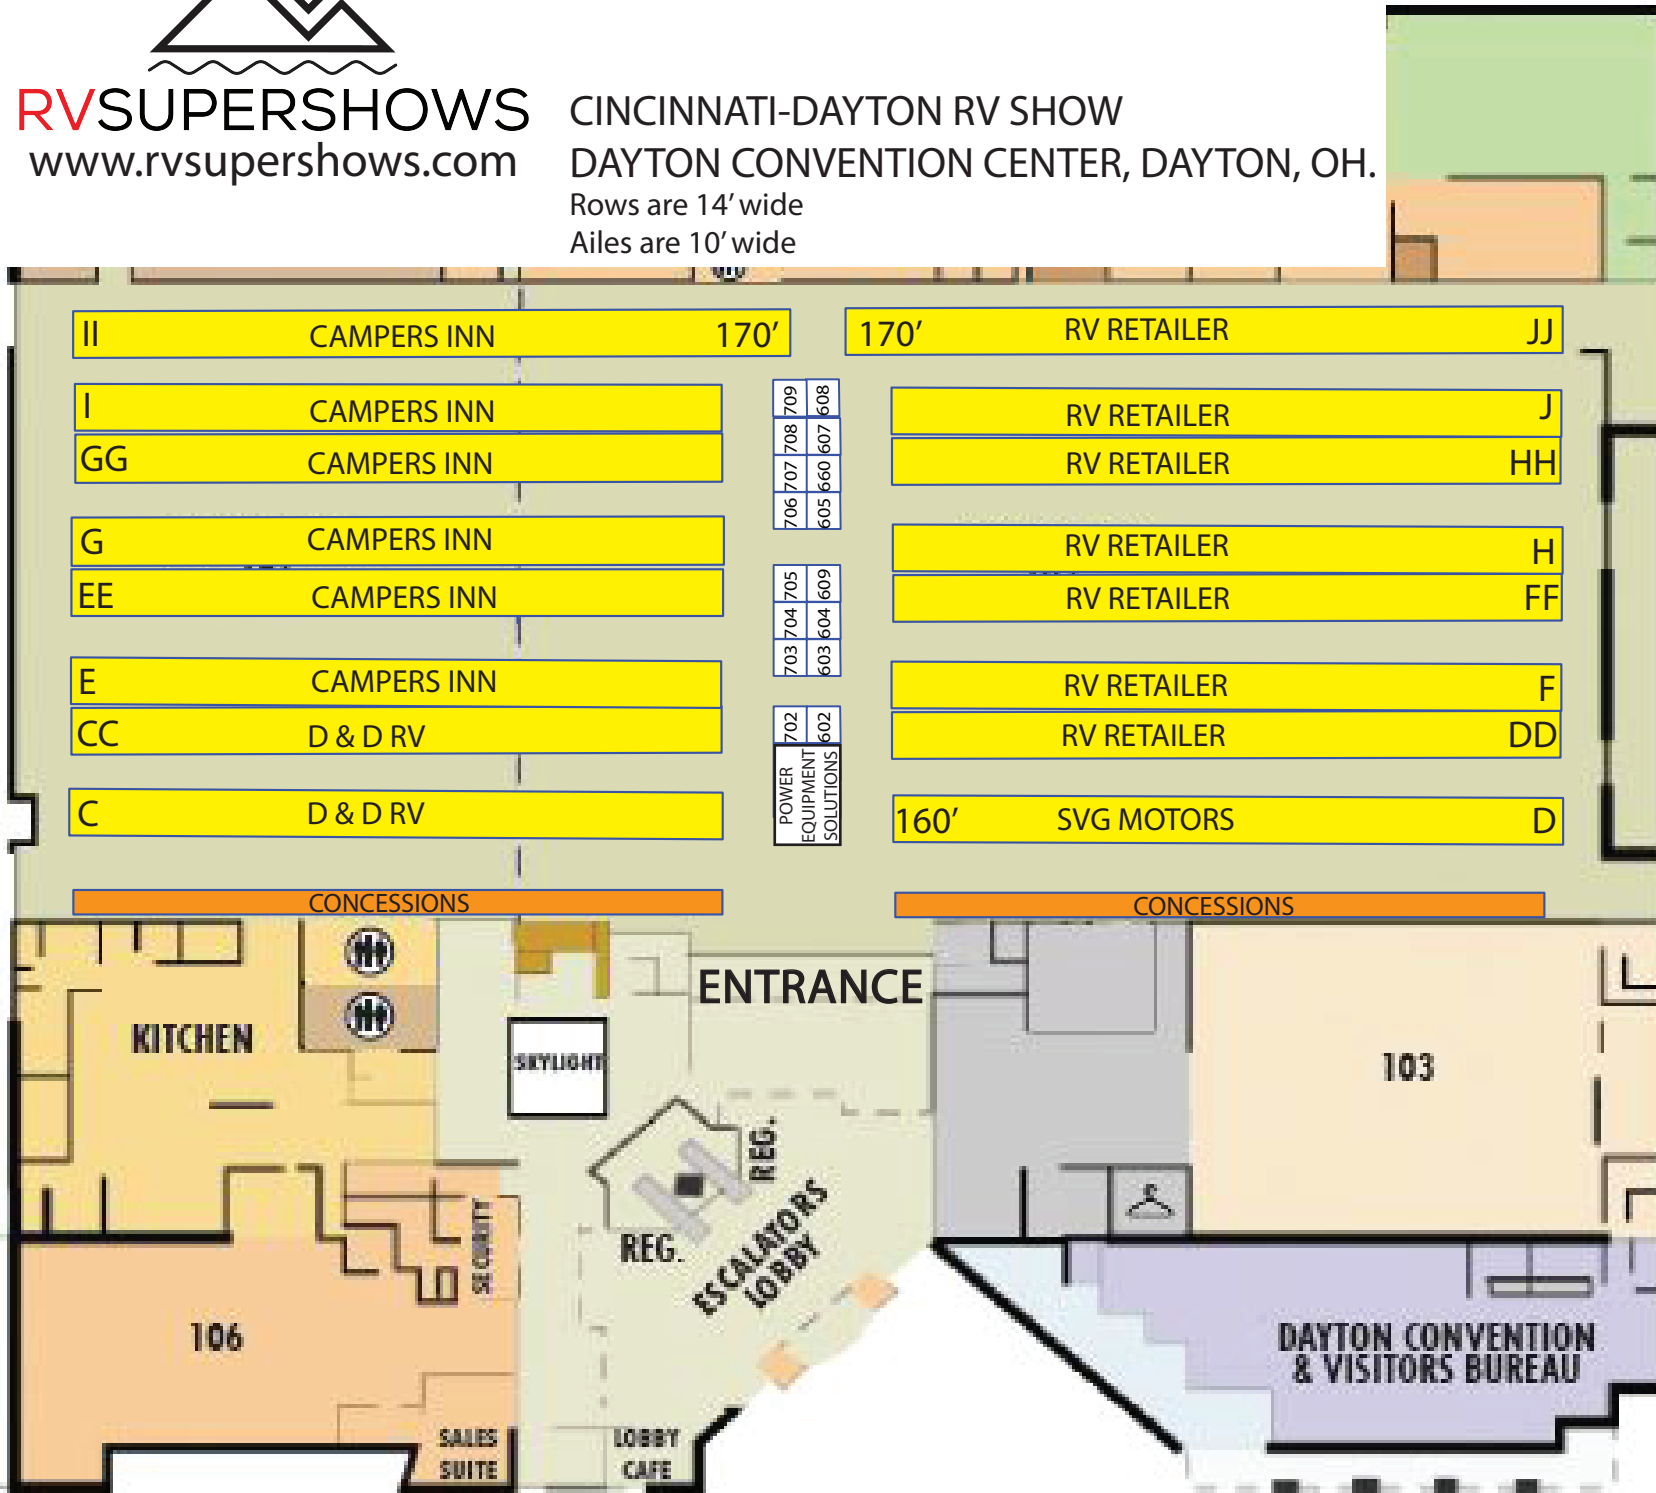 RVSUPERSHOWS
www.rvsupershows.com
CINCINNATI-DAYTON RV SHOW
DAYTON CONVENTION CENTER, DAYTON, OH.
Rows are 14' wide
Ailes are 10' wide
II CAMPERS INN 170'
170' RV RETAILER JJ
I CAMPERS INN
709 608
RV RETAILER J
708 607
GG CAMPERS INN
707 660
RV RETAILER HH
706 605
G CAMPERS INN
RV RETAILER H
705 609
EE CAMPERS INN
704 604
RV RETAILER FF
703 603
E CAMPERS INN
RV RETAILER F
702 602
CC D & D RV
RV RETAILER DD
POWER
EQUIPMENT
SOLUTIONS
C D & D RV
160' SVG MOTORS D
CONCESSIONS
CONCESSIONS
ENTRANCE
KITCHEN
SKYLIGHT
103
REG.
REG.
ESCALATORS
LOBBY
SECURITY
106
DAYTON CONVENTION
& VISITORS BUREAU
SALES
SUITE
LOBBY
CAFE